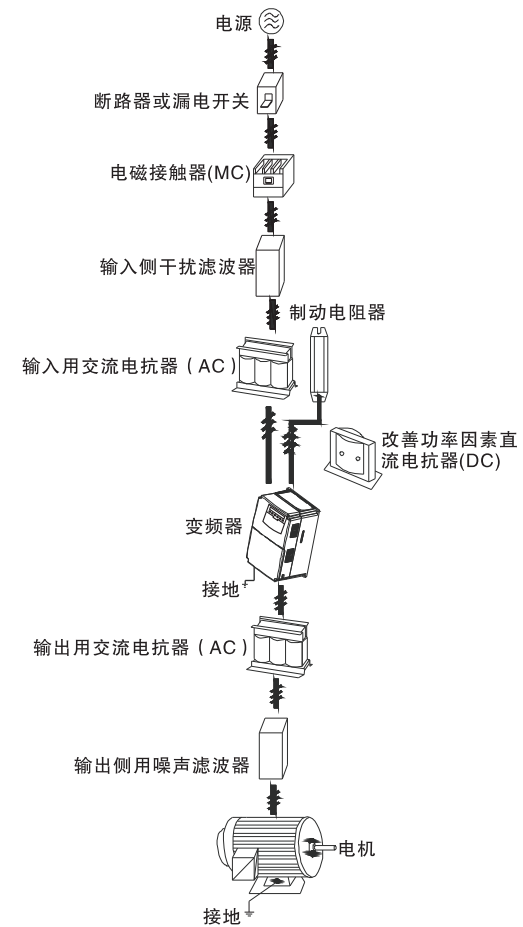 电源
断路器或漏电开关
电磁接触器(MC)
输入侧干扰滤波器
制动电阻器
输入用交流电抗器（AC）
改善功率因素直
流电抗器(DC)
变频器
接地
输出用交流电抗器（AC）
输出侧用噪声滤波器
电机
接地